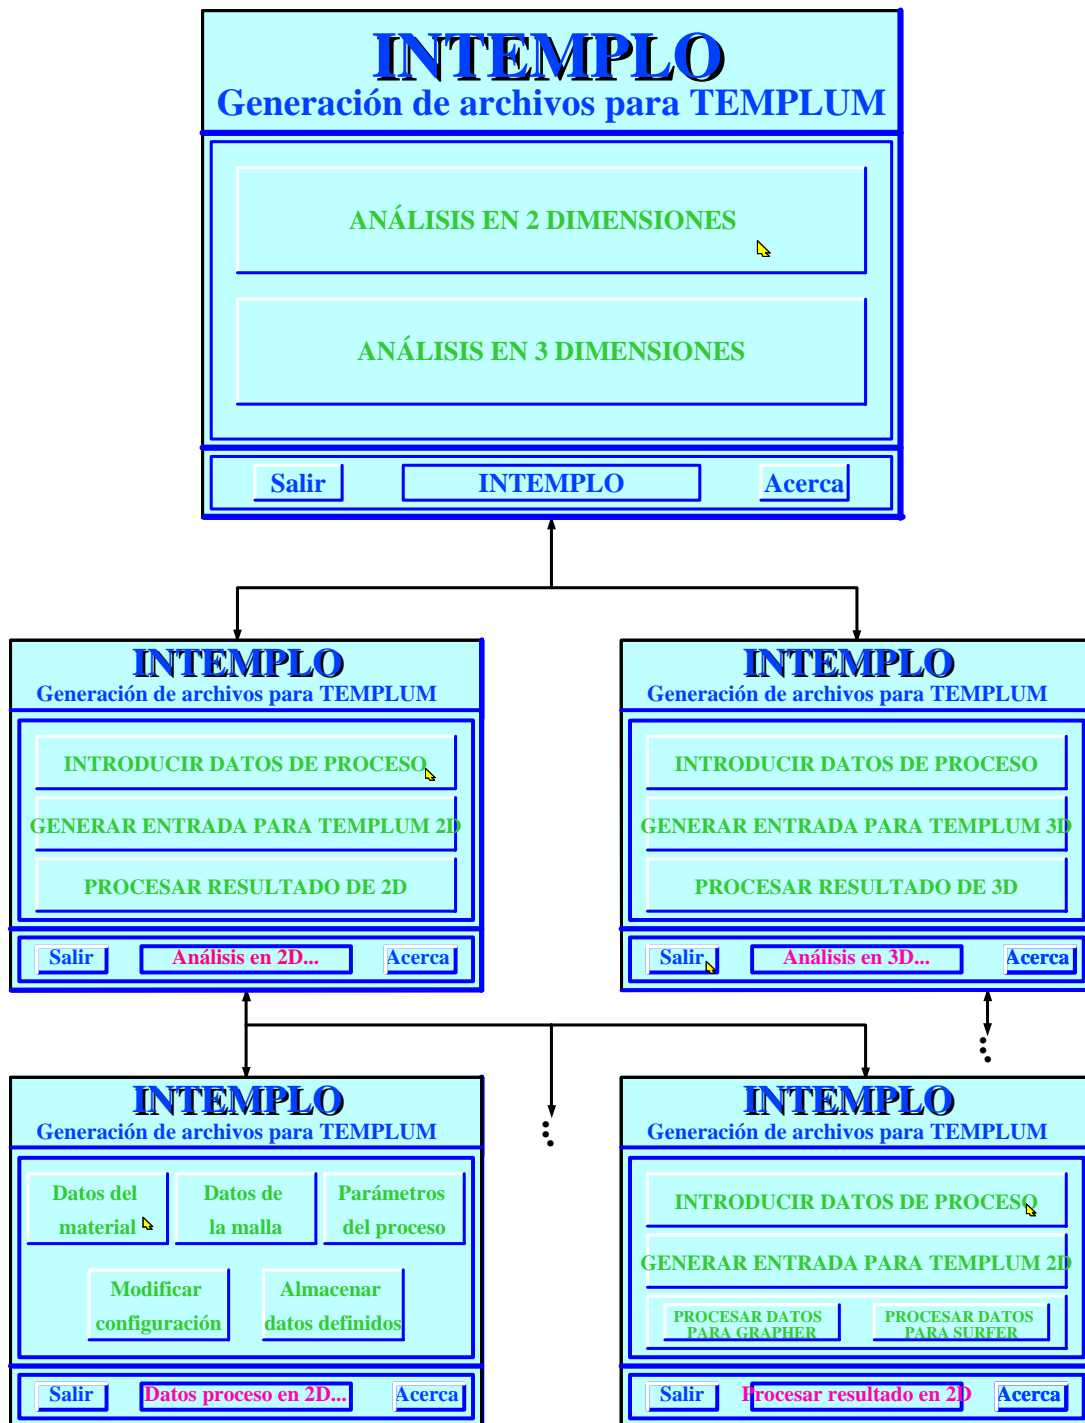 INTEMPLO
Generación de archivos para TEMPLUM
ANÁLISIS EN 2 DIMENSIONES
ANÁLISIS EN 3 DIMENSIONES
Salir
INTEMPLO
Acerca
INTEMPLO
Generación de archivos para TEMPLUM
INTRODUCIR DATOS DE PROCESO
GENERAR ENTRADA PARA TEMPLUM 2D
PROCESAR RESULTADO DE 2D
Salir
Análisis en 2D...
Acerca
INTEMPLO
Generación de archivos para TEMPLUM
INTRODUCIR DATOS DE PROCESO
GENERAR ENTRADA PARA TEMPLUM 3D
PROCESAR RESULTADO DE 3D
Salir
Análisis en 3D...
Acerca
INTEMPLO
Generación de archivos para TEMPLUM
Datos del
material
Datos de
la malla
Parámetros
del proceso
Modificar
configuración
Almacenar
datos definidos
Salir
Datos proceso en 2D...
Acerca
INTEMPLO
Generación de archivos para TEMPLUM
INTRODUCIR DATOS DE PROCESO
GENERAR ENTRADA PARA TEMPLUM 2D
PROCESAR DATOS
PARA GRAPHER
PROCESAR DATOS
PARA SURFER
Salir
Procesar resultado en 2D
Acerca